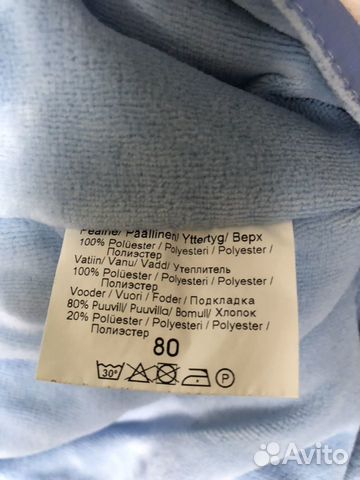 Pealne/ Päällinen/ Yttertyg/ Верх
100% Polüester / Polyesteri / Polyester /
Полиэстер
Vatiin/ Vanu/ Vadd/ Утеплитель
100% Polüester / Polyesteri / Polyester /
Полиэстер
Vooder / Vuori / Foder / Подкладка
80% Puuvill/ Puuvilla/ Bomull/ Хлопок
20% Polüester / Polyesteri / Polyester /
Полиэстер
80
30°
P
Avito